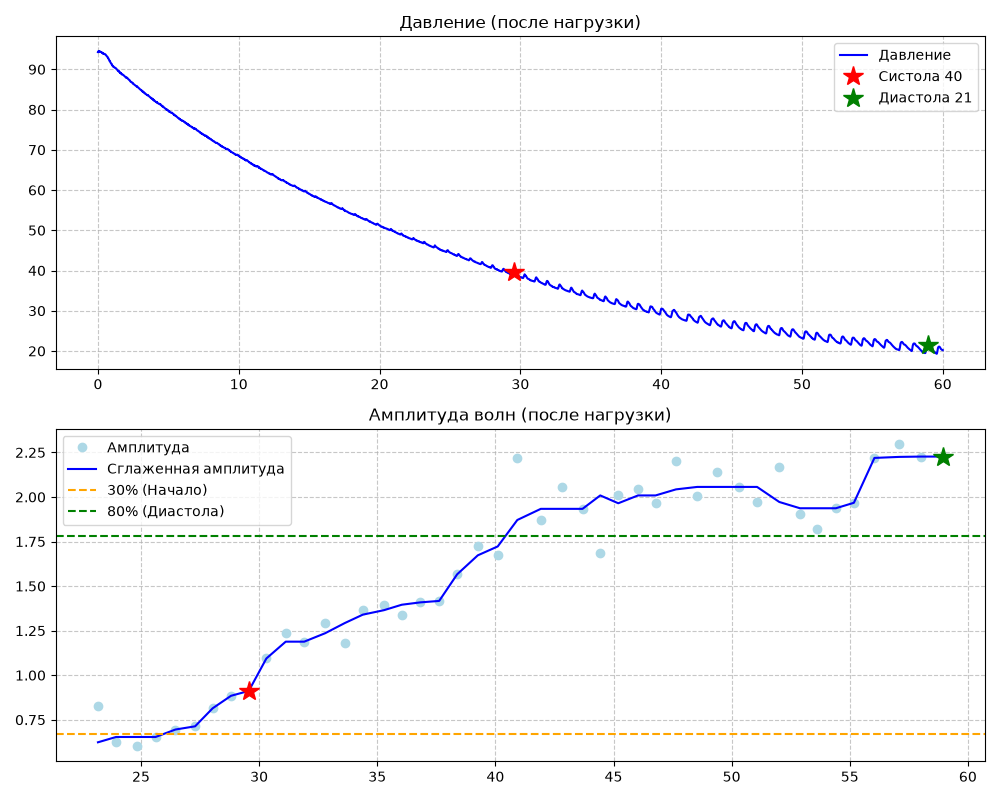 Давление (после нагрузки)
90
80
70
60
50
40
30
20
Давление
Систола 40
Диастола 21
0 10 20 30 40 50 60
Амплитуда волн (после нагрузки)
2.25
2.00
1.75
1.50
1.25
1.00
0.75
Амплитуда
Сглаженная амплитуда
30% (Начало)
80% (Диастола)
25 30 35 40 45 50 55 60